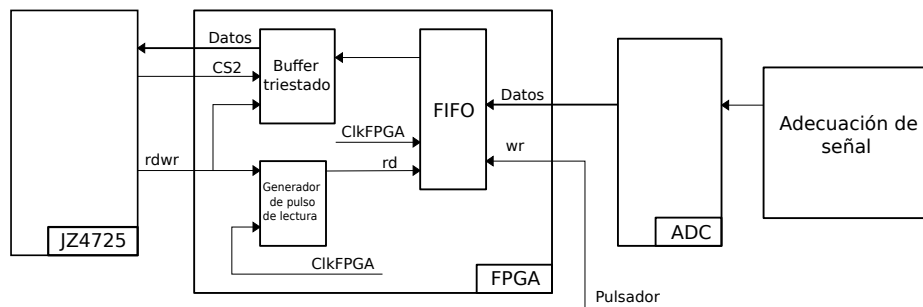 Datos
CS2
rdwr
JZ4725
Buffer
triestado
ClkFPGA
Generador
de pulso
de lectura
rd
ClkFPGA
FIFO
FPGA
Datos
wr
Pulsador
ADC
Adecuación de
señal